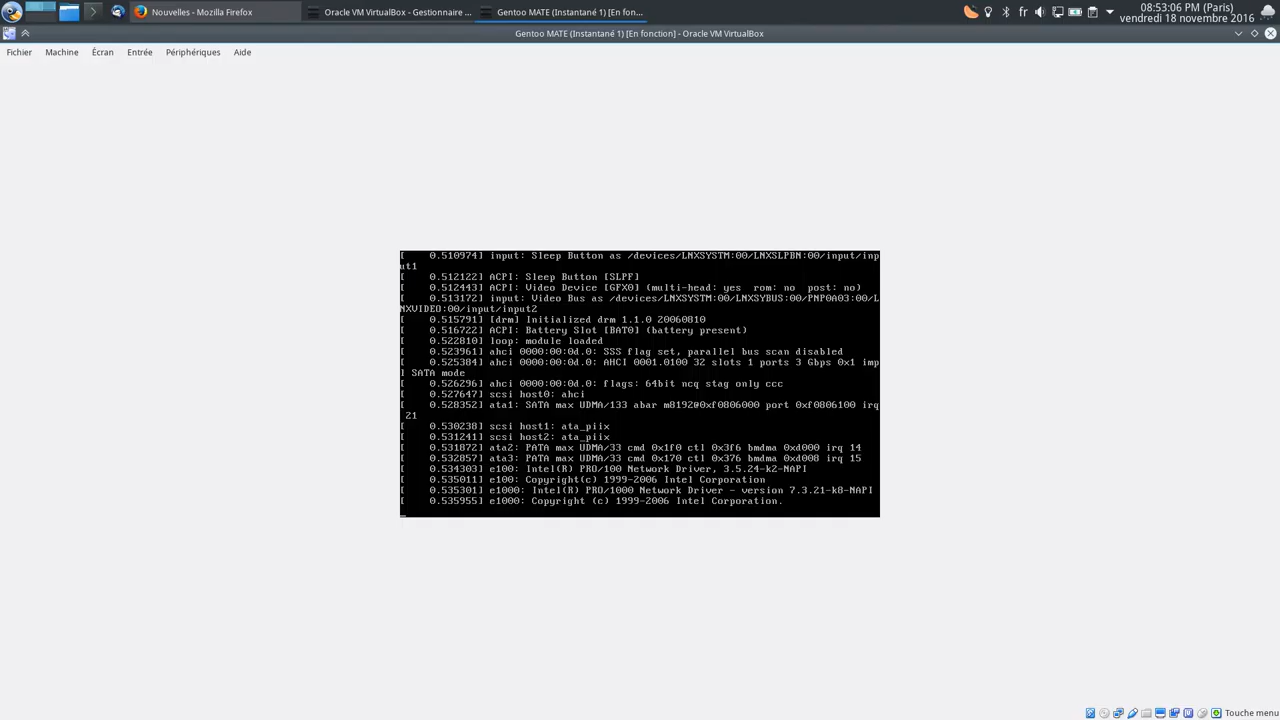 Nouvelles - Mozilla Firefox
Oracle VM VirtualBox - Gestionnaire ...
Gentoo MATE (Instantané 1) [En fon...
fr
08:53:06 PM (Paris)
vendredi 18 novembre 2016
Gentoo MATE (Instantané 1) [En fonction] - Oracle VM VirtualBox
Fichier Machine Écran Entrée Périphériques Aide
[    0.510974] input: Sleep Button as /devices/LNXSYSTM:00/LNXSLPBN:00/input/inp
ut1
[    0.512122] ACPI: Sleep Button [SLPF]
[    0.512443] ACPI: Video Device [GFX0] (multi-head: yes  rom: no  post: no)
[    0.513172] input: Video Bus as /devices/LNXSYSTM:00/LNXSYBUS:00/PNP0A03:00/L
NXVIDEO:00/input/input2
[    0.515791] [drm] Initialized drm 1.1.0 20060810
[    0.516722] ACPI: Battery Slot [BAT0] (battery present)
[    0.522810] loop: module loaded
[    0.523961] ahci 0000:00:0d.0: SSS flag set, parallel bus scan disabled
[    0.525384] ahci 0000:00:0d.0: AHCI 0001.0100 32 slots 1 ports 3 Gbps 0x1 imp
l SATA mode
[    0.526296] ahci 0000:00:0d.0: flags: 64bit ncq stag only ccc
[    0.527647] scsi host0: ahci
[    0.528352] ata1: SATA max UDMA/133 abar m8192@0xf0806000 port 0xf0806100 irq
21
[    0.530238] scsi host1: ata_piix
[    0.531241] scsi host2: ata_piix
[    0.531872] ata2: PATA max UDMA/33 cmd 0x1f0 ctl 0x3f6 bmdma 0xd000 irq 14
[    0.532857] ata3: PATA max UDMA/33 cmd 0x170 ctl 0x376 bmdma 0xd008 irq 15
[    0.534303] e100: Intel(R) PRO/100 Network Driver, 3.5.24-k2-NAPI
[    0.535011] e100: Copyright(c) 1999-2006 Intel Corporation
[    0.535301] e1000: Intel(R) PRO/1000 Network Driver - version 7.3.21-k8-NAPI
[    0.535955] e1000: Copyright (c) 1999-2006 Intel Corporation.
Touche menu